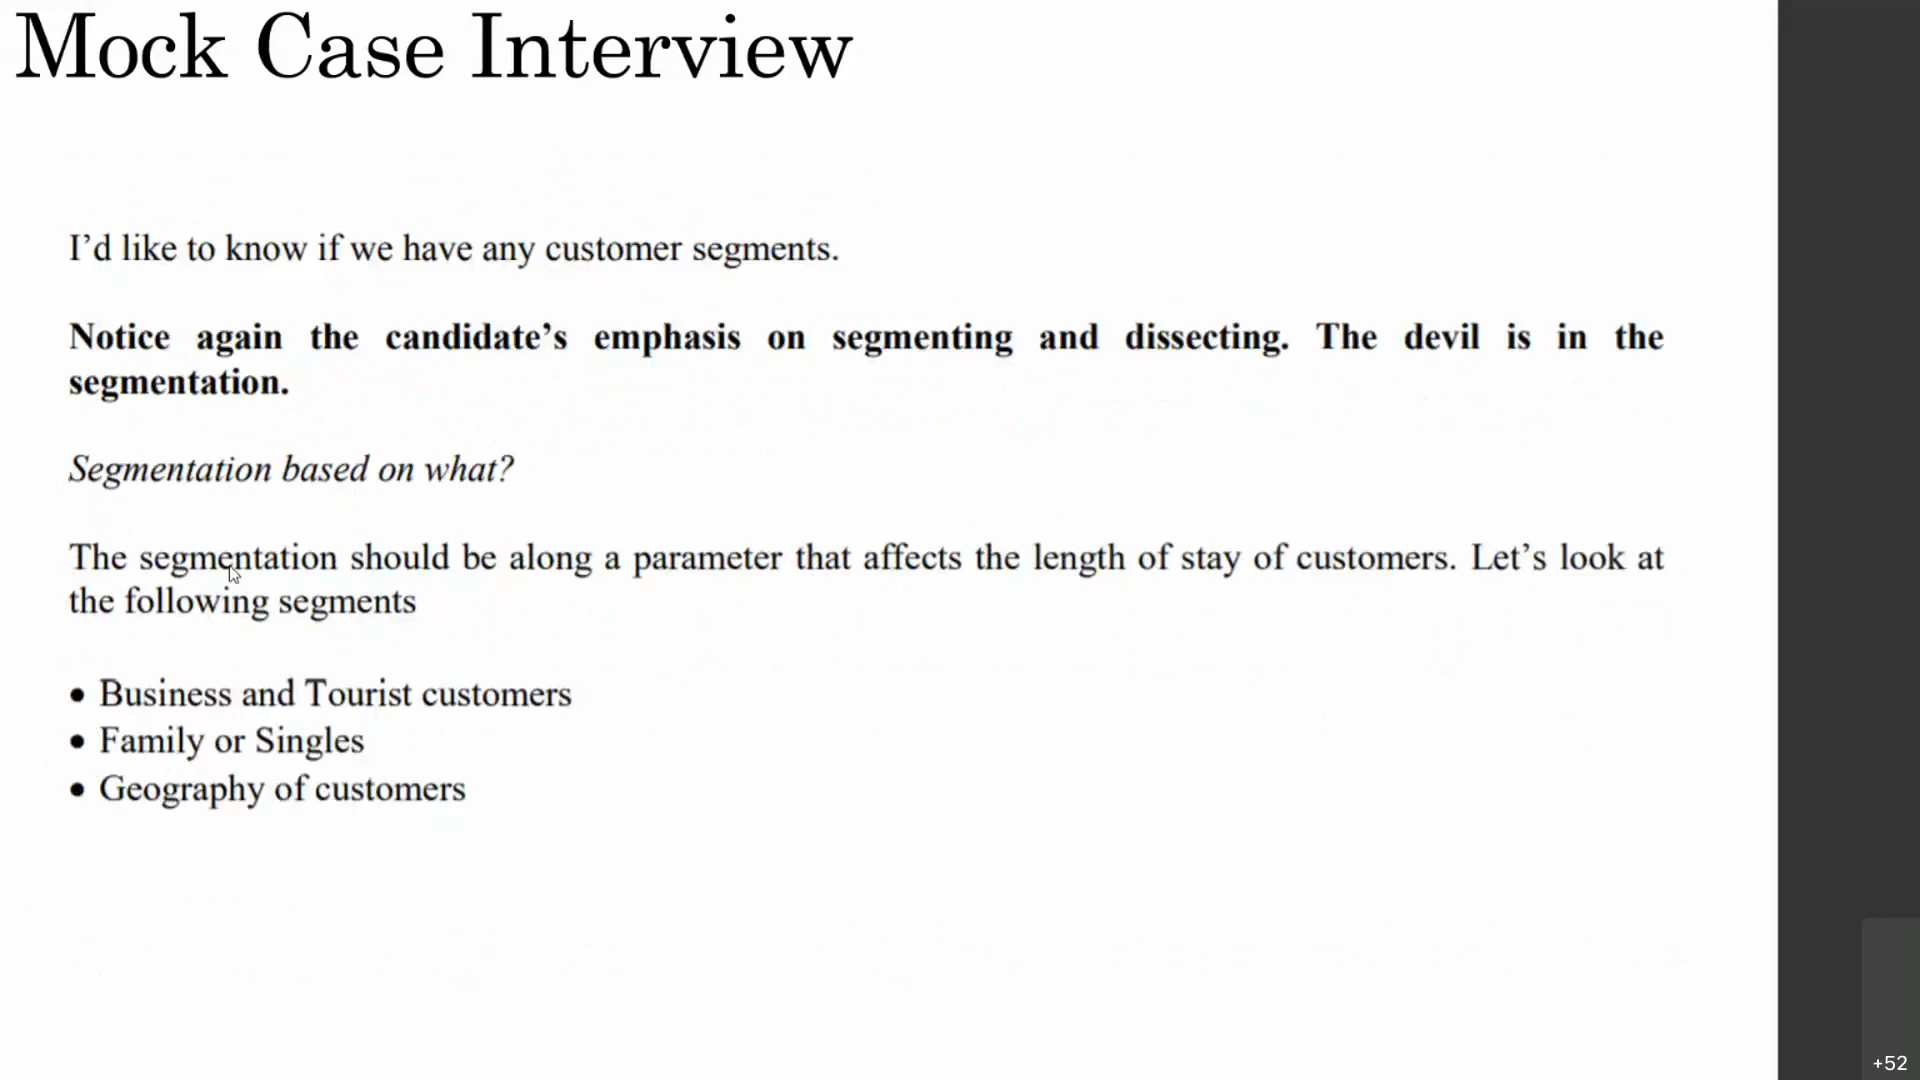 Mock Case Interview
I'd like to know if we have any customer segments.
Notice again the candidate's emphasis on segmenting and dissecting. The devil is in the
segmentation.
Segmentation based on what?
The segmentation should be along a parameter that affects the length of stay of customers. Let's look at
the following segments
• Business and Tourist customers
• Family or Singles
• Geography of customers
+52